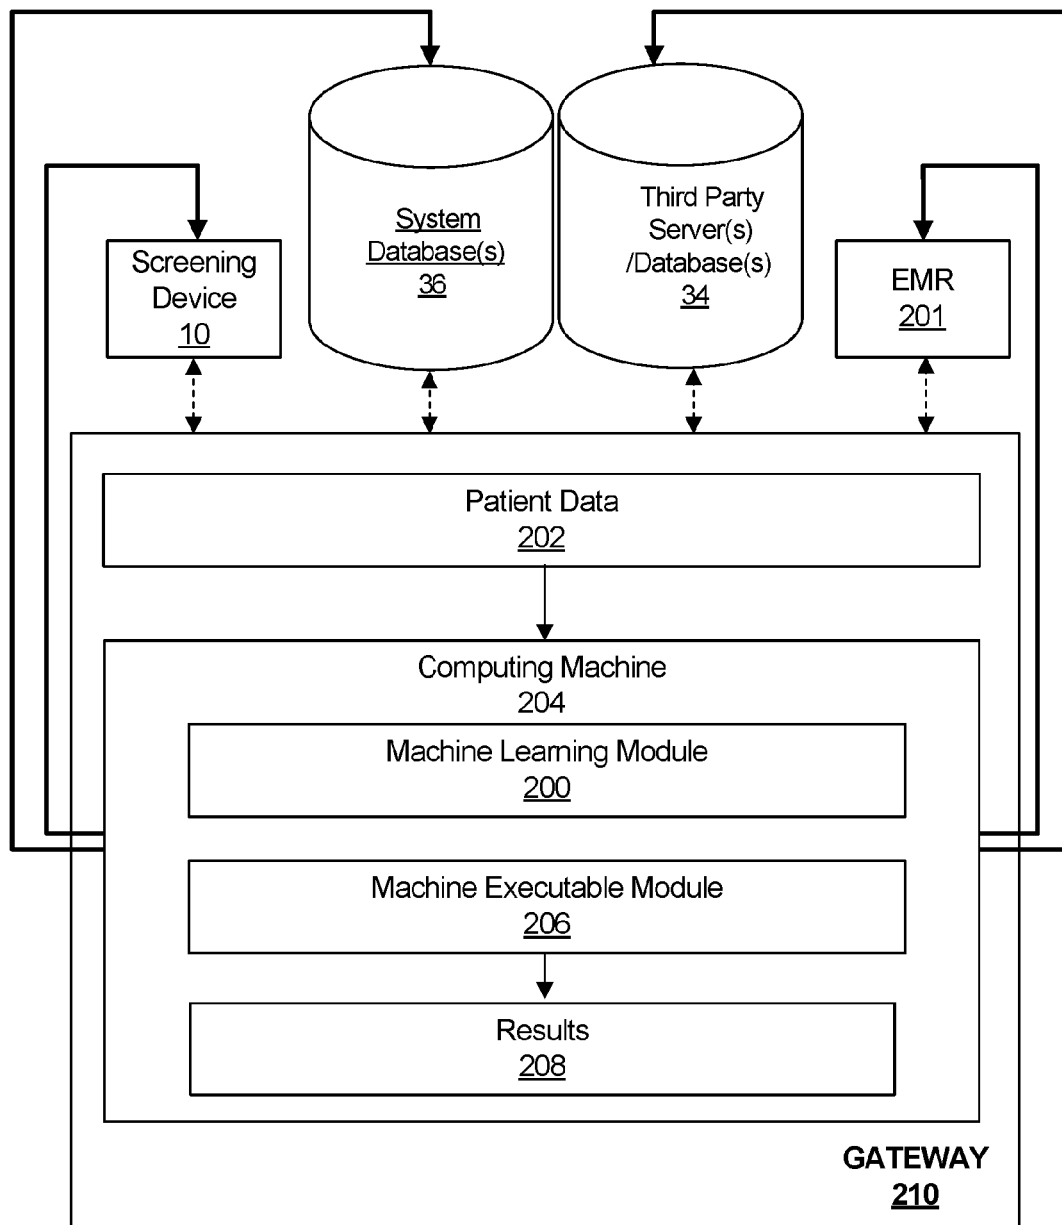 Screening
Device
10
System
Database(s)
36
Third Party
Server(s)
/Database(s)
34
EMR
201
Patient Data
202
Computing Machine
204
Machine Learning Module
200
Machine Executable Module
206
Results
208
GATEWAY
210